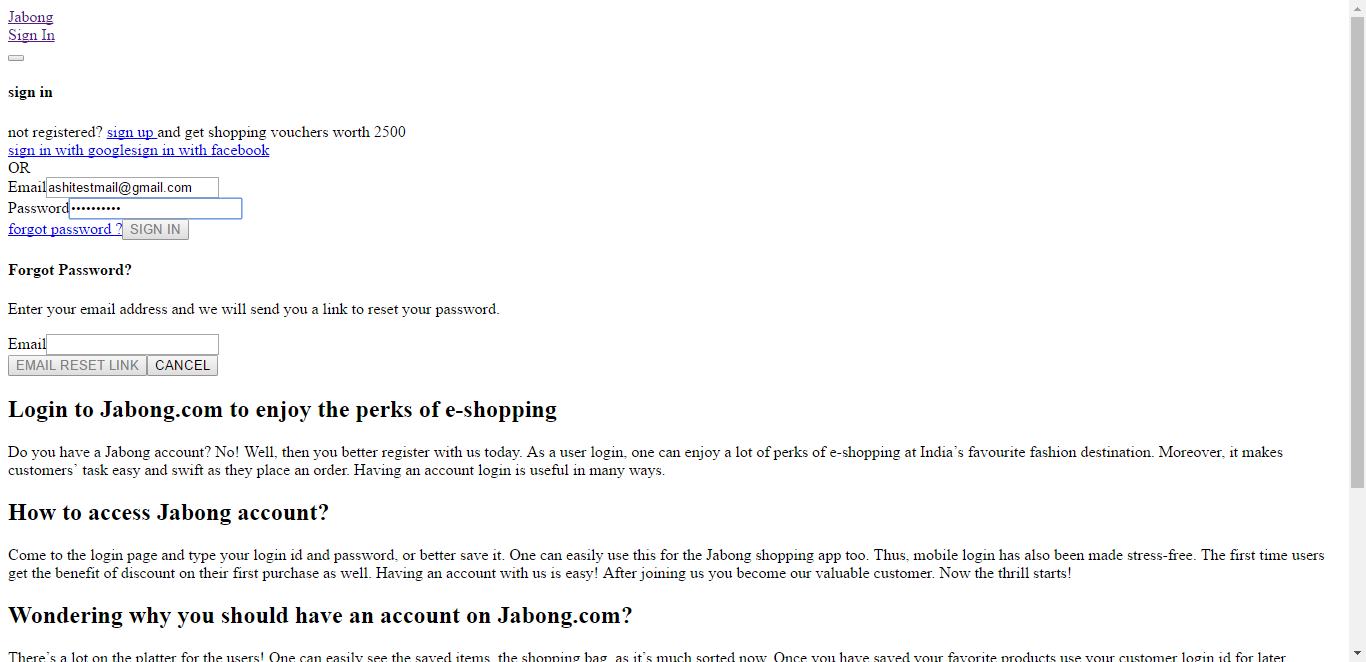 Jabong
Sign In
sign in
not registered? sign up and get shopping vouchers worth 2500
sign in with googlesign in with facebook
OR
Email ashitestmail@gmail.com
Password ••••••••••
forgot password ? SIGN IN
Forgot Password?
Enter your email address and we will send you a link to reset your password.
Email
EMAIL RESET LINK CANCEL
Login to Jabong.com to enjoy the perks of e-shopping
Do you have a Jabong account? No! Well, then you better register with us today. As a user login, one can enjoy a lot of perks of e-shopping at India’s favourite fashion destination. Moreover, it makes
customers’ task easy and swift as they place an order. Having an account login is useful in many ways.
How to access Jabong account?
Come to the login page and type your login id and password, or better save it. One can easily use this for the Jabong shopping app too. Thus, mobile login has also been made stress-free. The first time users
get the benefit of discount on their first purchase as well. Having an account with us is easy! After joining us you become our valuable customer. Now the thrill starts!
Wondering why you should have an account on Jabong.com?
There’s a lot on the platter for the users! One can easily see the saved items, the shopping bag, as it’s much sorted now. Once you have saved your favorite products use your customer login id for later